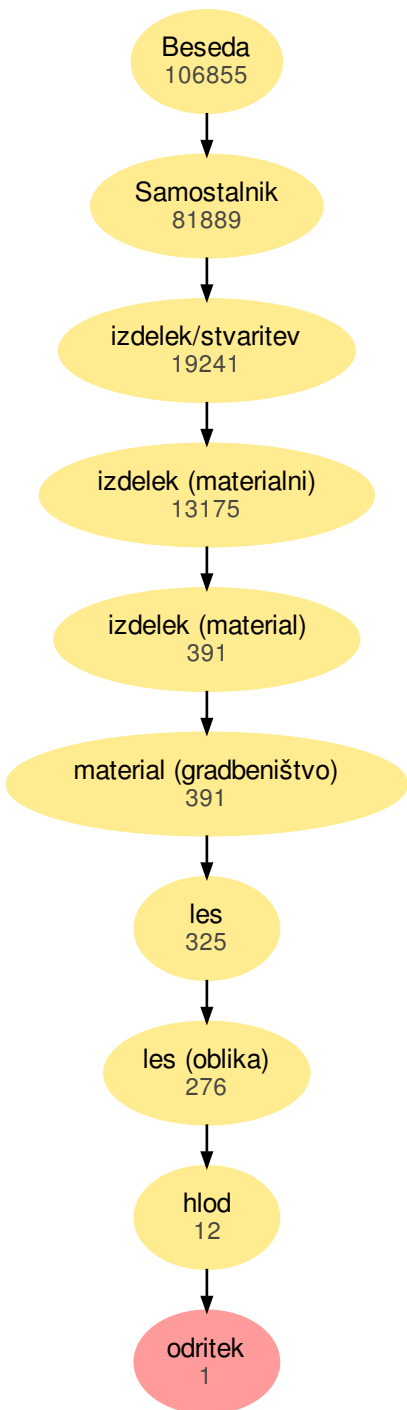 Beseda
106855
Samostalnik
81889
izdelek/stvaritev
19241
izdelek (materialni)
13175
izdelek (material)
391
material (gradbeništvo)
391
les
325
les (oblika)
276
hlod
12
odritek
1